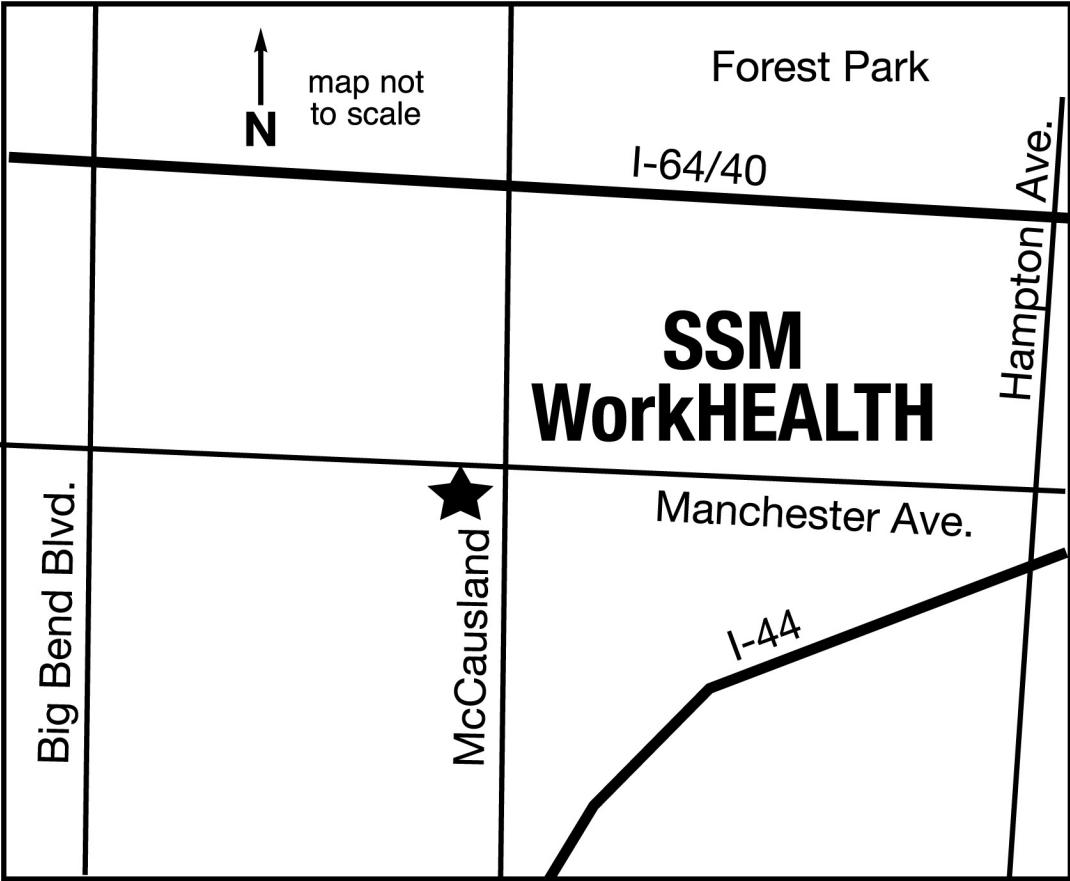 map not
to scale
N
Forest Park
I-64/40
Hampton Ave.
SSM
WorkHEALTH
Manchester Ave.
Big Bend Blvd.
McCausland
I-44